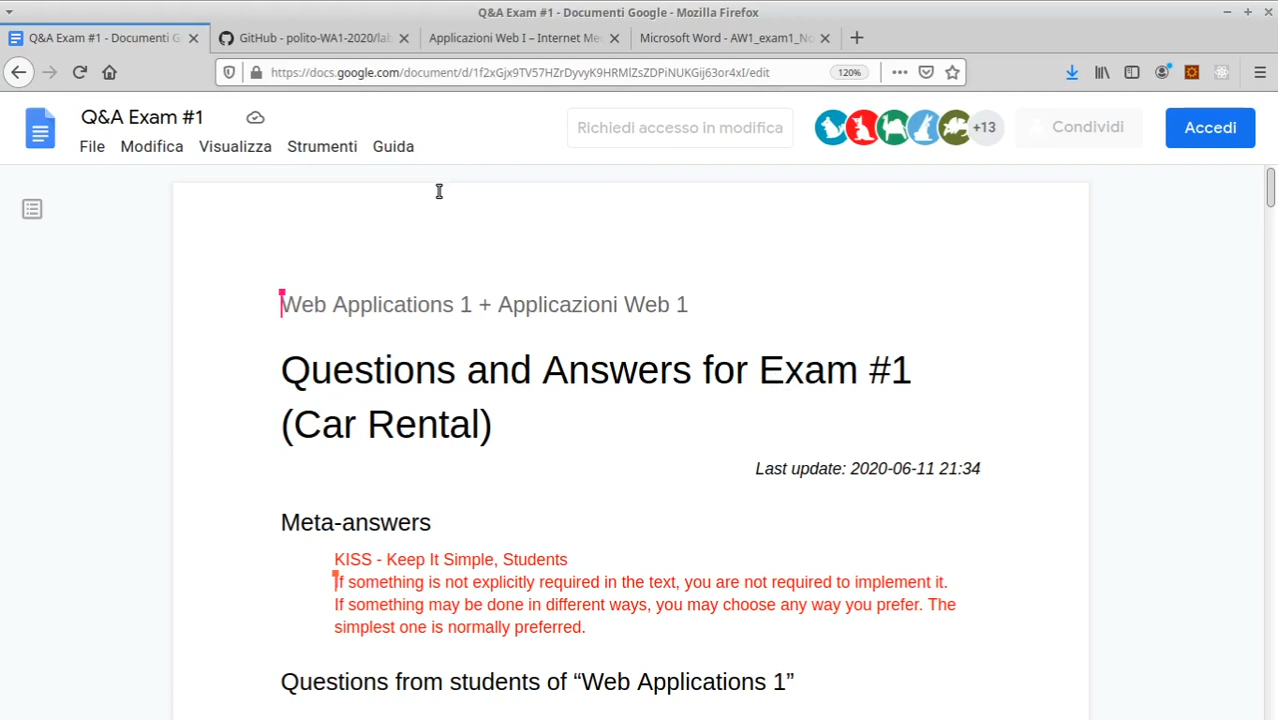 Q&A Exam #1 - Documenti Google - Mozilla Firefox
Q&A Exam #1 - Documenti G
GitHub - polito-WA1-2020/lab
Applicazioni Web I – Internet Me
Microsoft Word - AW1_exam1_No
https://docs.google.com/document/d/1f2xGjx9TV57HZrDyvyK9HRMlZsZDPiNUKGij63or4xI/edit
120%
Q&A Exam #1
Richiedi accesso in modifica
+13
Condividi
Accedi
File Modifica Visualizza Strumenti Guida
Web Applications 1 + Applicazioni Web 1
Questions and Answers for Exam #1
(Car Rental)
Last update: 2020-06-11 21:34
Meta-answers
KISS - Keep It Simple, Students
If something is not explicitly required in the text, you are not required to implement it.
If something may be done in different ways, you may choose any way you prefer. The
simplest one is normally preferred.
Questions from students of “Web Applications 1”